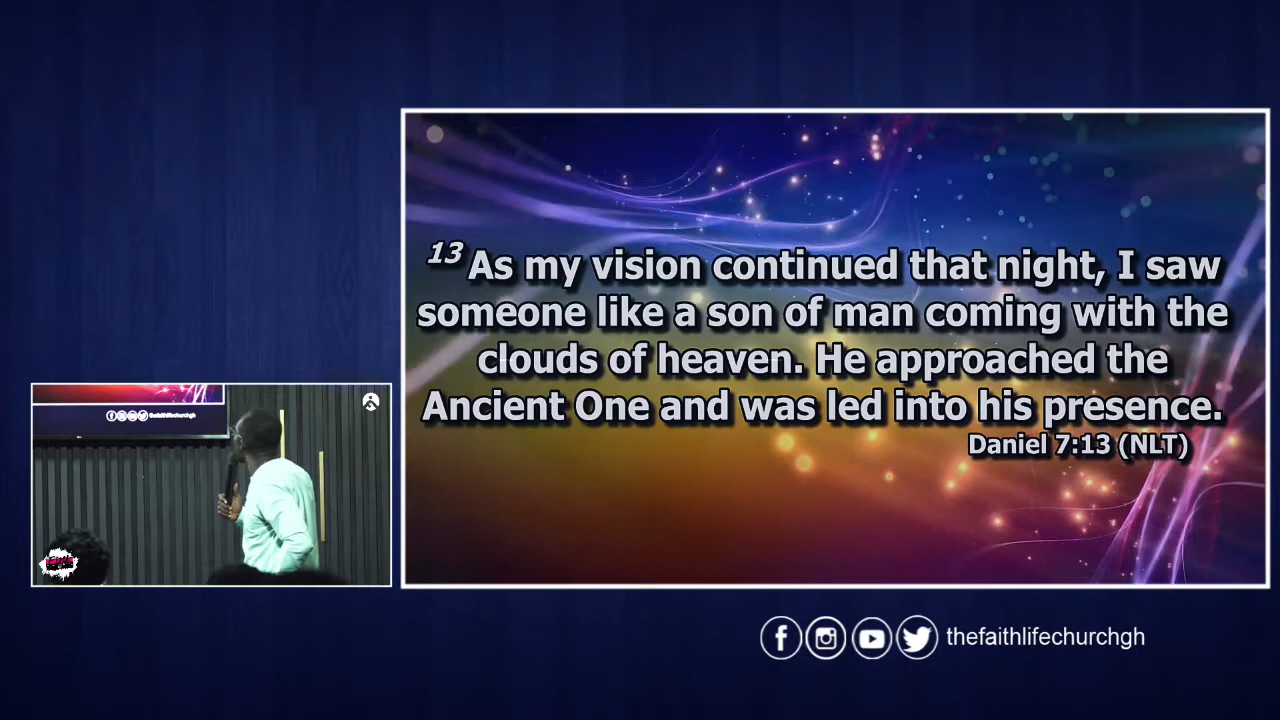 13 As my vision continued that night, I saw
someone like a son of man coming with the
clouds of heaven. He approached the
Ancient One and was led into his presence.
Daniel 7:13 (NLT)
thefaithlifechurchgh
thefaithlifechurchgh